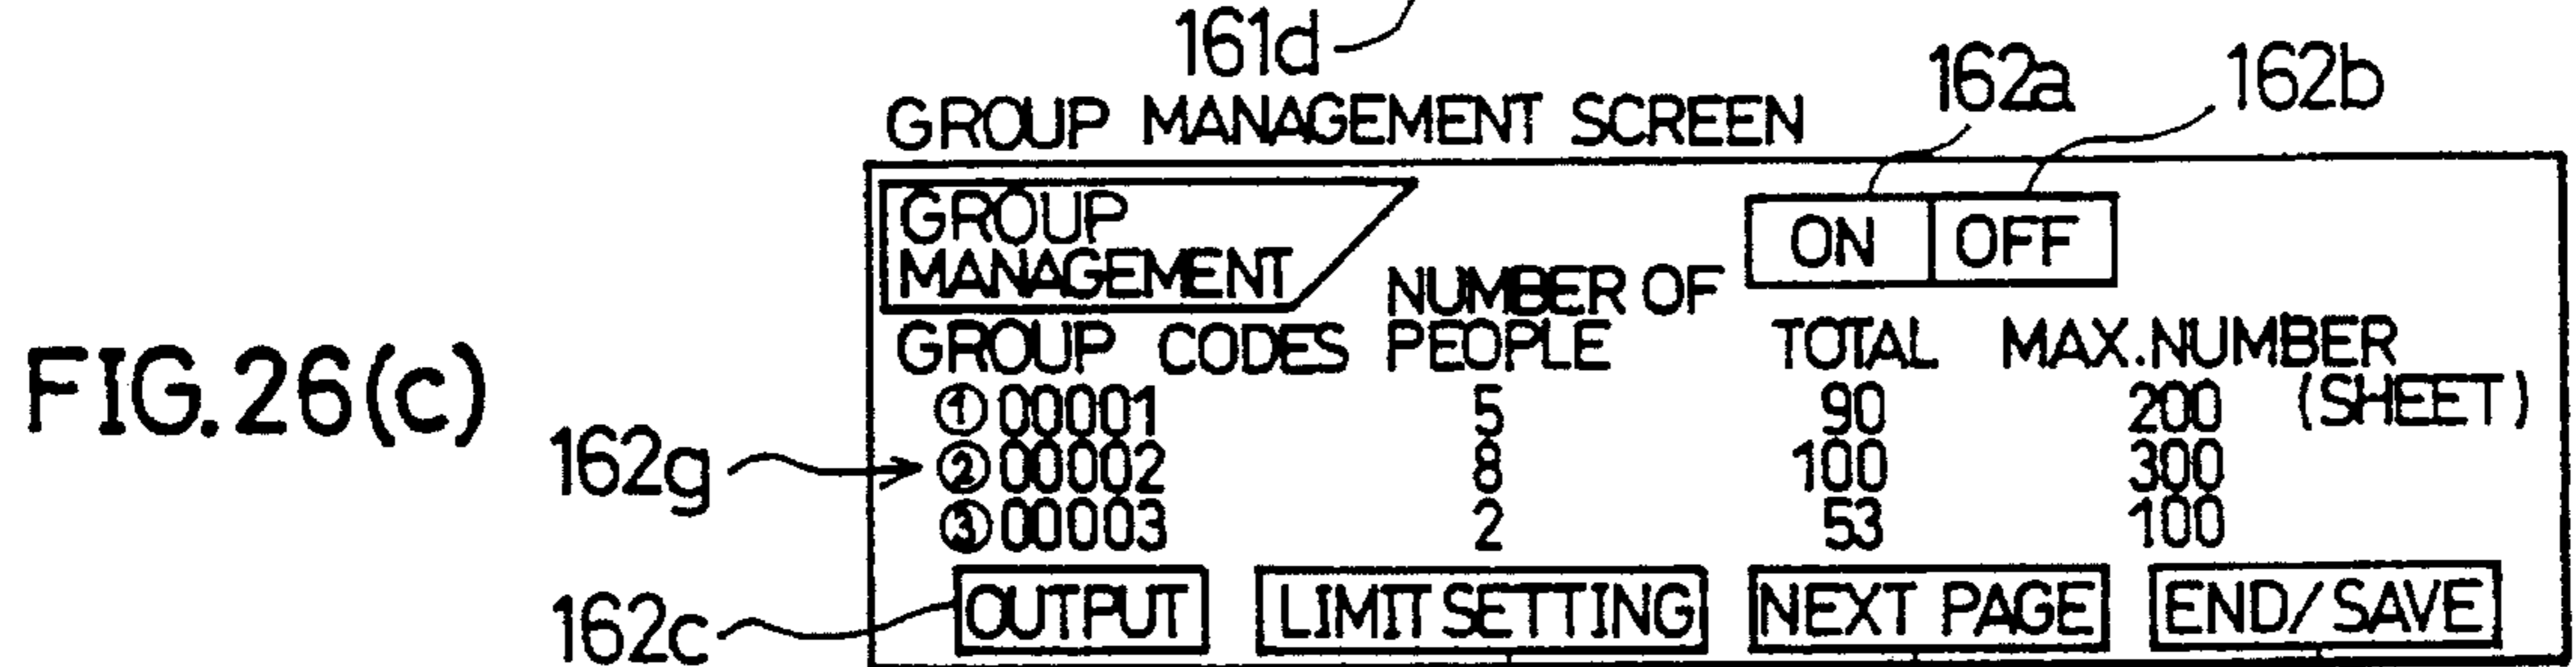 161d
162a 162b
GROUP MANAGEMENT SCREEN
GROUP
MANAGEMENT
ON OFF
NUMBER OF
GROUP CODES PEOPLE TOTAL MAX.NUMBER
(SHEET)
① 00001 5 90 200
② 00002 8 100 300
③ 00003 2 53 100
FIG.26(c)
162g
162c
OUTPUT LIMIT SETTING NEXT PAGE END/SAVE